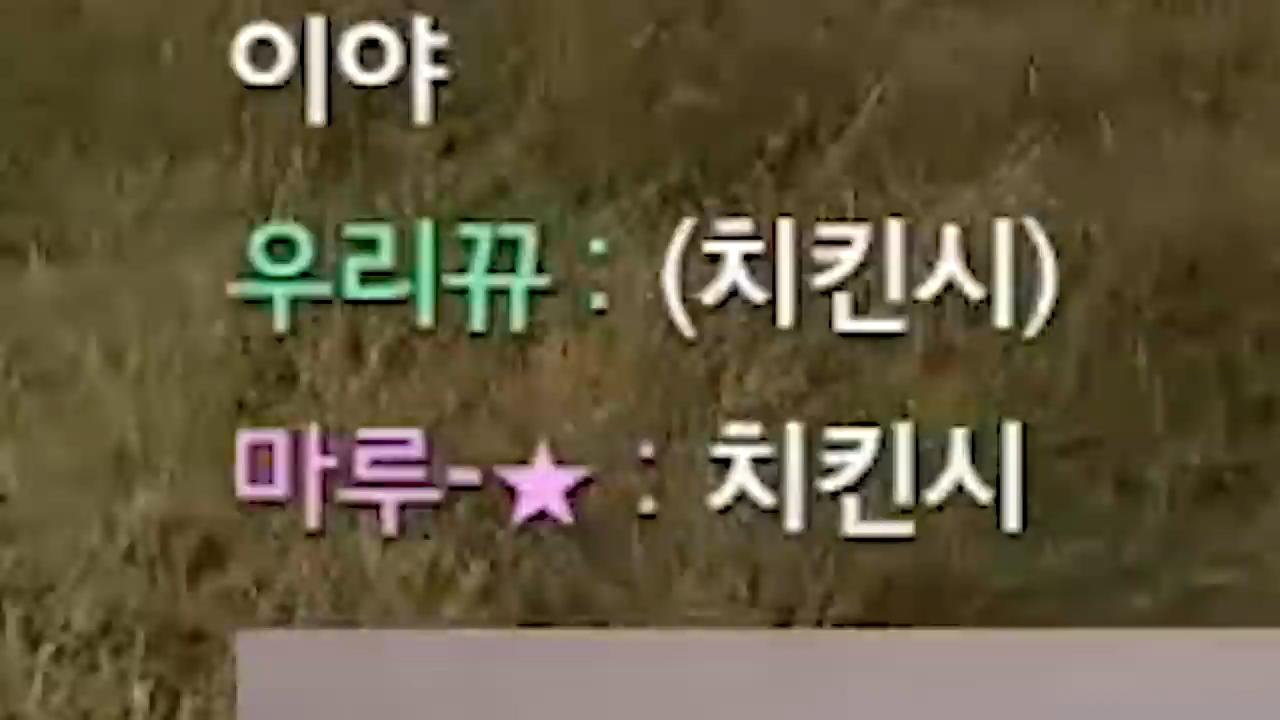 이야
우리뀨 : (치킨시)
마루-★ : 치킨시